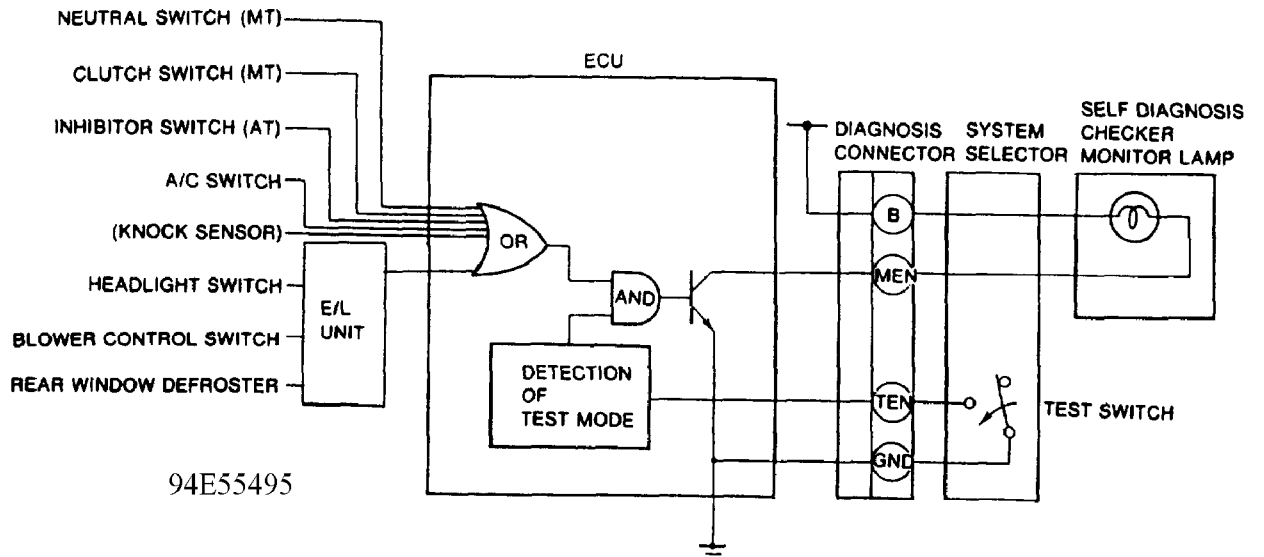 NEUTRAL SWITCH (MT)
CLUTCH SWITCH (MT)
INHIBITOR SWITCH (AT)
A/C SWITCH
(KNOCK SENSOR)
HEADLIGHT SWITCH
BLOWER CONTROL SWITCH
REAR WINDOW DEFROSTER
E/L
UNIT
ECU
OR
AND
DETECTION
OF
TEST MODE
DIAGNOSIS
CONNECTOR
SYSTEM
SELECTOR
SELF DIAGNOSIS
CHECKER
MONITOR LAMP
B
MEN
TEN
GND
TEST SWITCH
94E55495